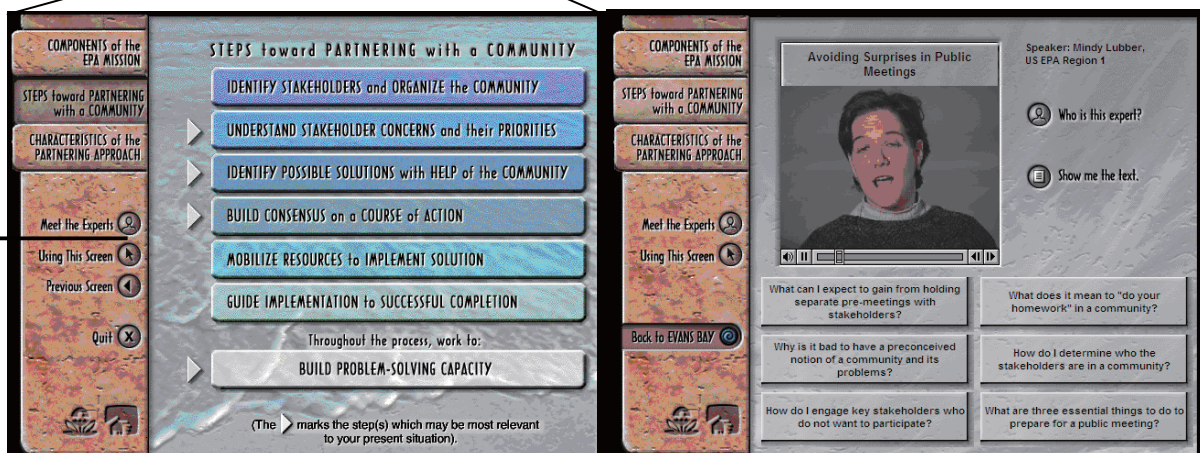 COMPONENTS of the
EPA MISSION
STEPS toward PARTNERING
with a COMMUNITY
CHARACTERISTICS of the
PARTNERING APPROACH
Meet the Experts
Using This Screen
Previous Screen
Quit
STEPS toward PARTNERING with a COMMUNITY
IDENTIFY STAKEHOLDERS and ORGANIZE the COMMUNITY
UNDERSTAND STAKEHOLDER CONCERNS and their PRIORITIES
IDENTIFY POSSIBLE SOLUTIONS with HELP of the COMMUNITY
BUILD CONSENSUS on a COURSE of ACTION
MOBILIZE RESOURCES to IMPLEMENT SOLUTION
GUIDE IMPLEMENTATION to SUCCESSFUL COMPLETION
Throughout the process, work to:
BUILD PROBLEM-SOLVING CAPACITY
(The marks the step(s) which may be most relevant
to your present situation).
COMPONENTS of the
EPA MISSION
STEPS toward PARTNERING
with a COMMUNITY
CHARACTERISTICS of the
PARTNERING APPROACH
Meet the Experts
Using This Screen
Back to EVANS BAY
Avoiding Surprises in Public
Meetings
Speaker: Mindy Lubber,
US EPA Region 1
Who is this expert?
Show me the text.
What can I expect to gain from holding
separate pre-meetings with
stakeholders?
What does it mean to "do your
homework" in a community?
Why is it bad to have a preconceived
notion of a community and its
problems?
How do I determine who the
stakeholders are in a community?
How do I engage key stakeholders who
do not want to participate?
What are three essential things to do to
prepare for a public meeting?